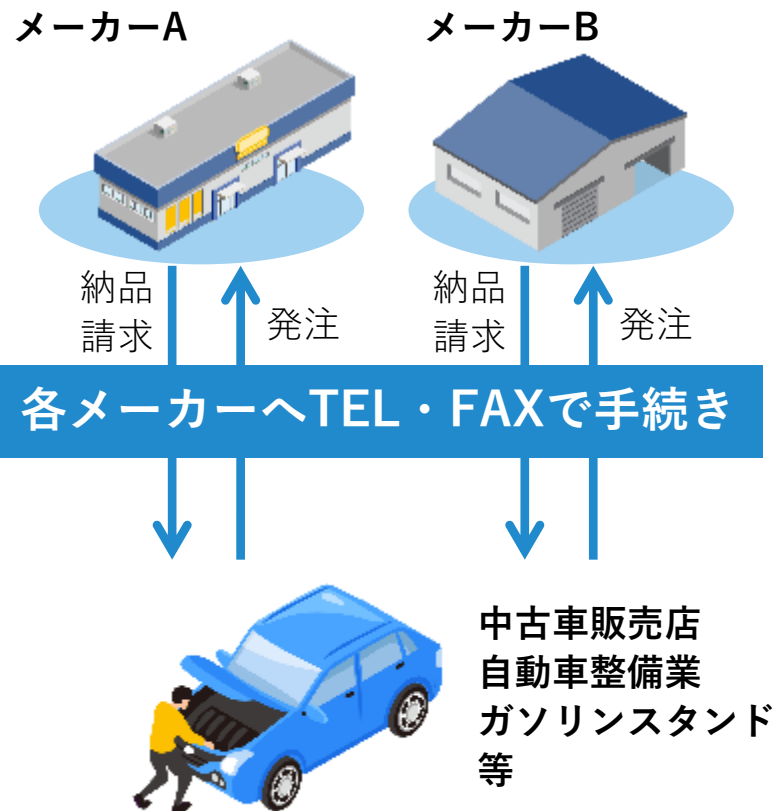 メーカーA
メーカーB
納品
請求
発注
納品
請求
発注
各メーカーへTEL・FAXで手続き
中古車販売店
自動車整備業
ガソリンスタンド
等